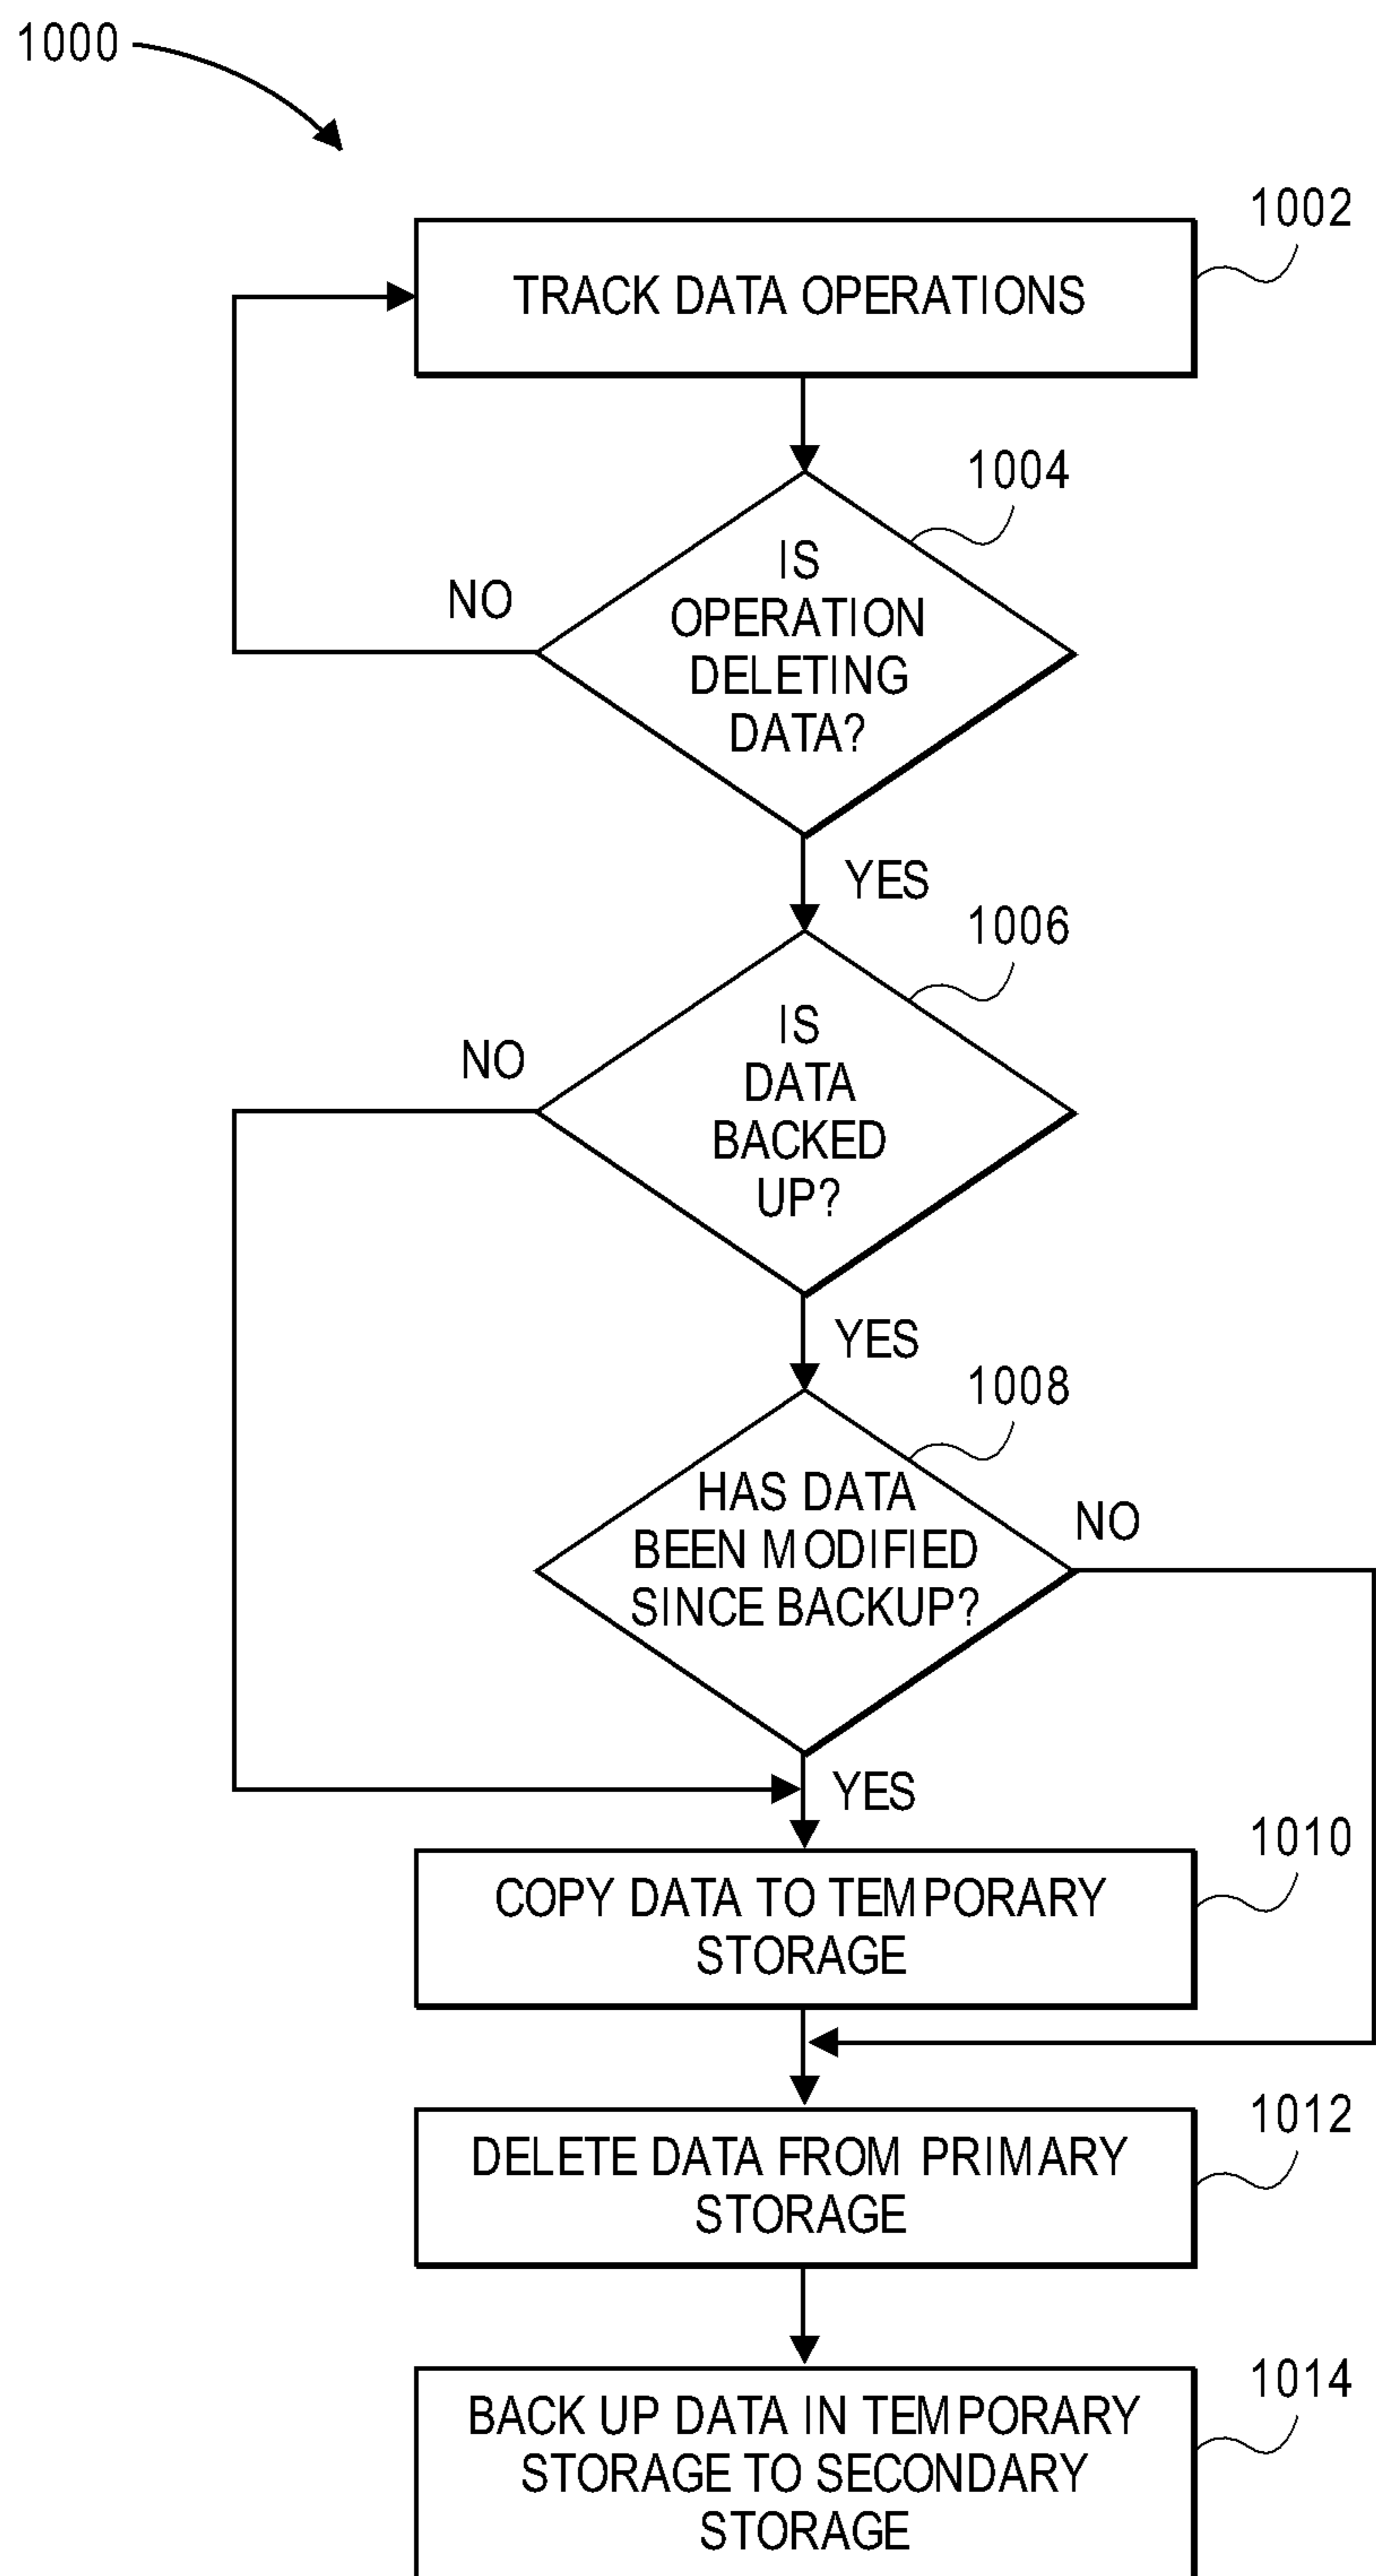 1000
1002
TRACK DATA OPERATIONS
1004
IS
OPERATION
DELETING
DATA?
NO
YES
1006
IS
DATA
BACKED
UP?
NO
YES
1008
HAS DATA
BEEN MODIFIED
SINCE BACKUP?
NO
YES
1010
COPY DATA TO TEMPORARY
STORAGE
1012
DELETE DATA FROM PRIMARY
STORAGE
1014
BACK UP DATA IN TEMPORARY
STORAGE TO SECONDARY
STORAGE